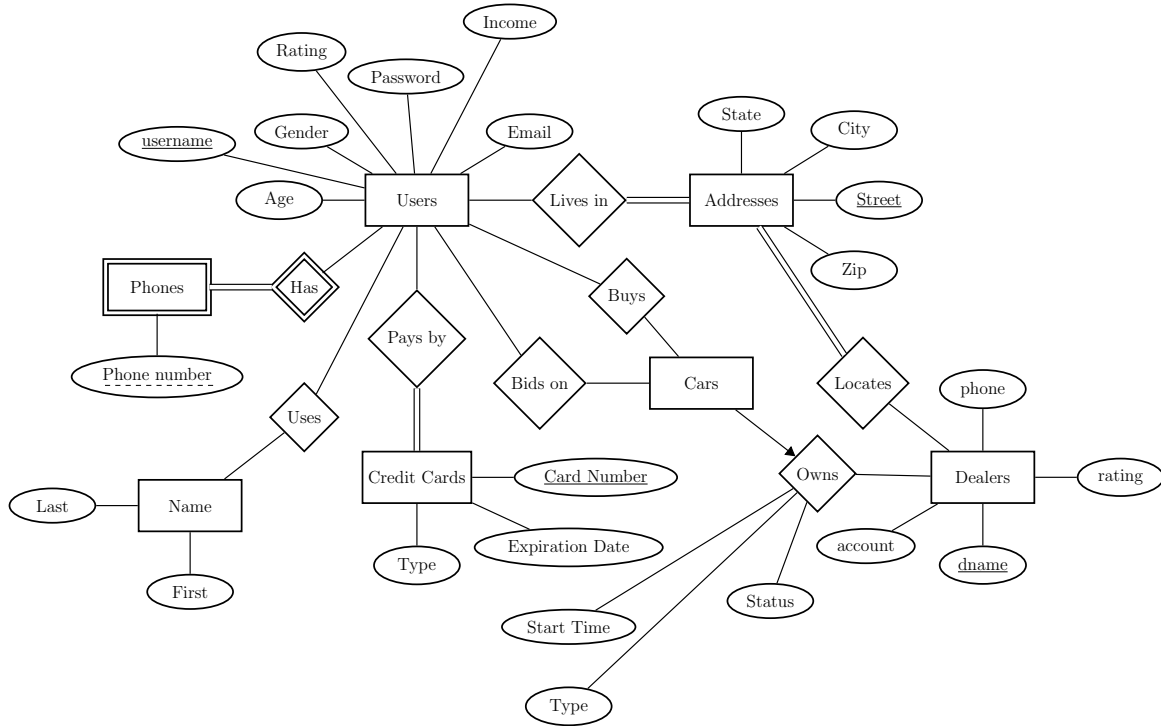 Income
Rating
Password
State
City
username
Gender
Email
Age
Users
Lives in
Addresses
Street
Zip
Phones
Has
Buys
Pays by
Phone number
Bids on
Cars
Locates
phone
Uses
Last
Name
Credit Cards
Card Number
Owns
Dealers
rating
Expiration Date
account
Type
dname
First
Status
Start Time
Type